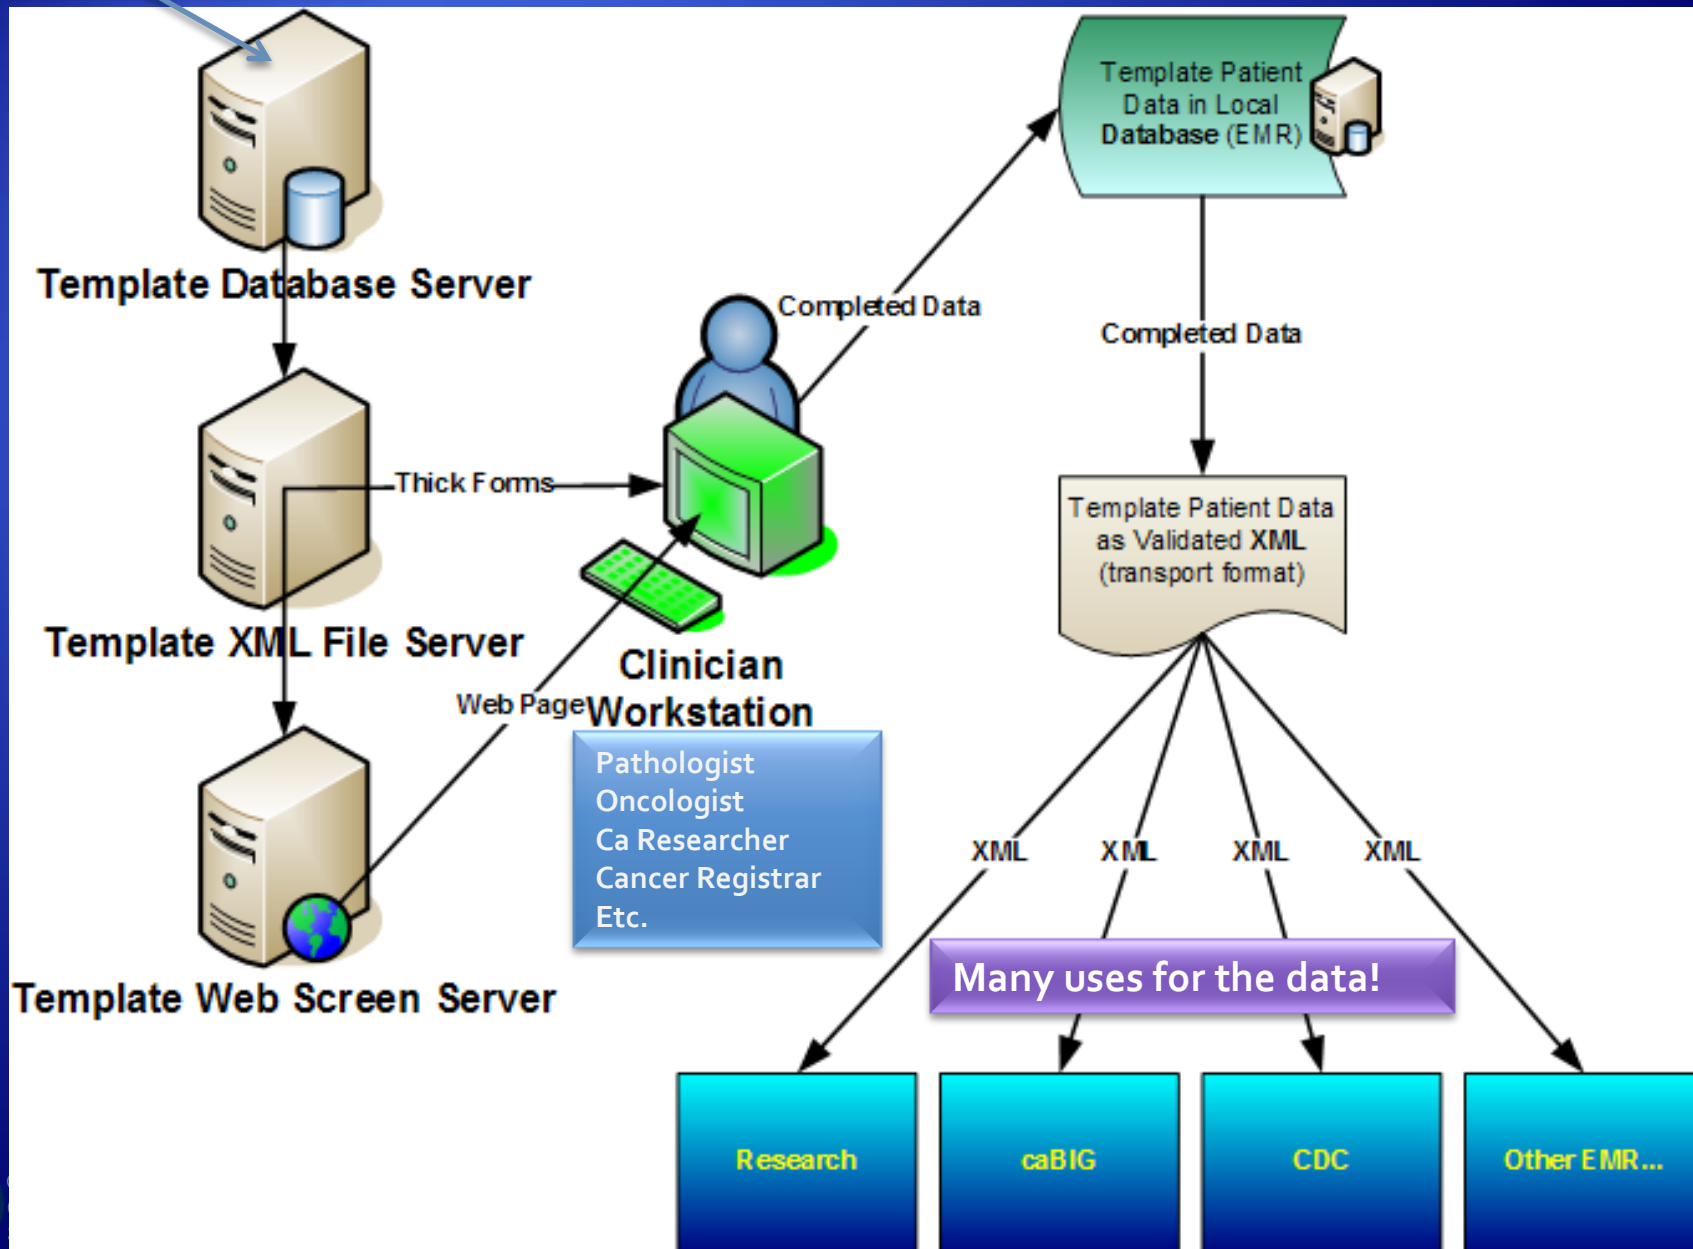 Template Patient
Data in Local
Database (EMR)
Template Database Server
Completed Data
Completed Data
Thick Forms
Template Patient Data
as Validated XML
(transport format)
Template XML File Server
Clinician
Workstation
Web Page
Pathologist
Oncologist
Ca Researcher
Cancer Registrar
Etc.
XML
XML
XML
XML
Many uses for the data!
Template Web Screen Server
Research
caBIG
CDC
Other EMR...